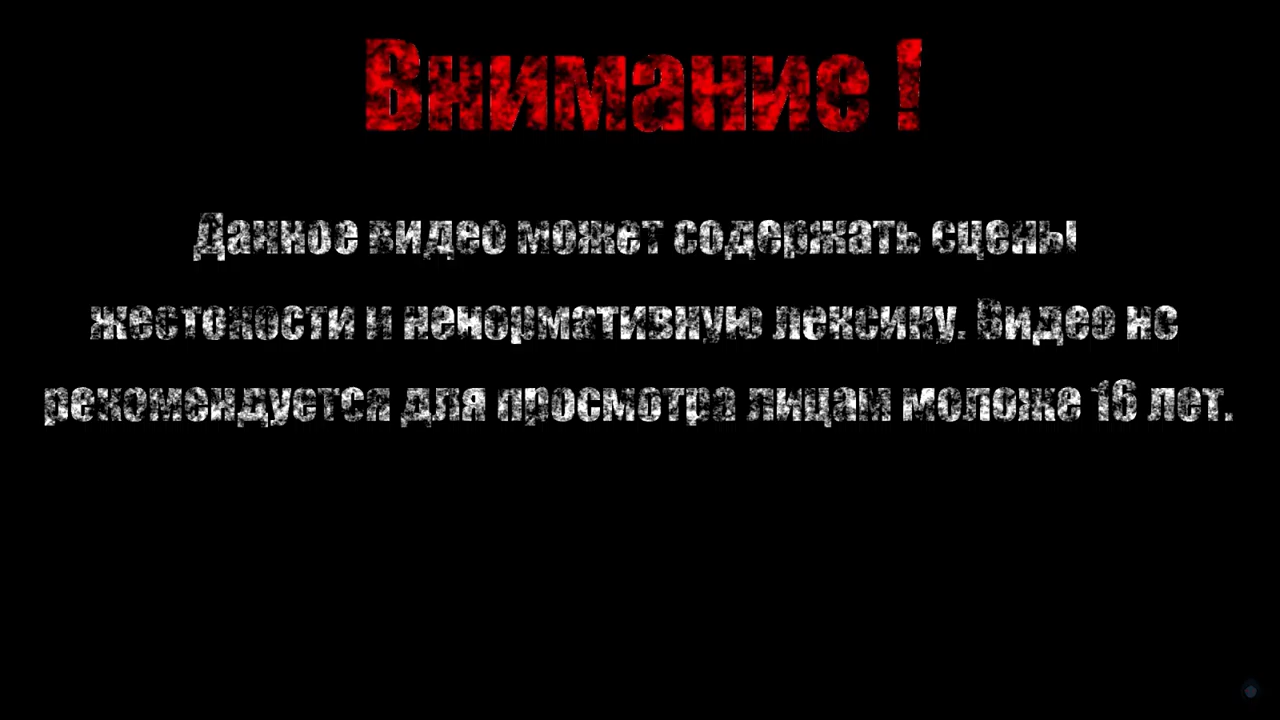 Внимание !
Данное видео может содержать сцены
жестокости и ненормативную лексику. Видео не
рекомендуется для просмотра лицам моложе 16 лет.